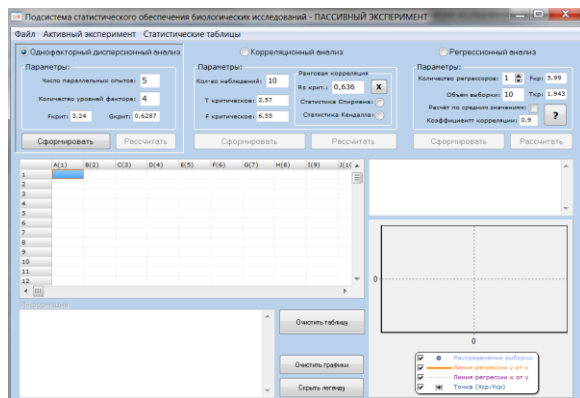 Подсистема статистического обеспечения биологических исследований - ПАССИВНЫЙ ЭКСПЕРИМЕНТ
Файл Активный эксперимент Статистические таблицы
Однофакторный дисперсионный анализ
Параметры:
Число параллельных опытов: 5
Количество уровней фактора: 4
Fкрит: 3,24 Gкрит: 0,6287
Сформировать Рассчитать
Корреляционный анализ
Параметры:
Кол-во наблюдений: 10
T критическое: 2,57
F критическое: 6,55
Ранговая корреляция
Rs крит.: 0,636 X
Статистика Спирмена:
Статистика Кендалла:
Сформировать Рассчитать
Регрессионный анализ
Параметры:
Количество регрессоров: 1 Fкр: 5.99
Объём выборки: 10 Tкр: 1.943
Расчёт по средним значениям:
Коэффициентт корреляции: 0,9 ?
Сформировать Рассчитать
A(1) B(2) C(3) D(4) E(5) F(6) G(7) H(8) I(9) J(10
1
2
3
4
5
6
7
8
9
10
11
12
Очистить таблицу
Очистить графики
Скрыть легенду
0
0
Распределение выборки
Линия регрессии y от x
Линия регрессии x от y
Точка (Xср/Yср)